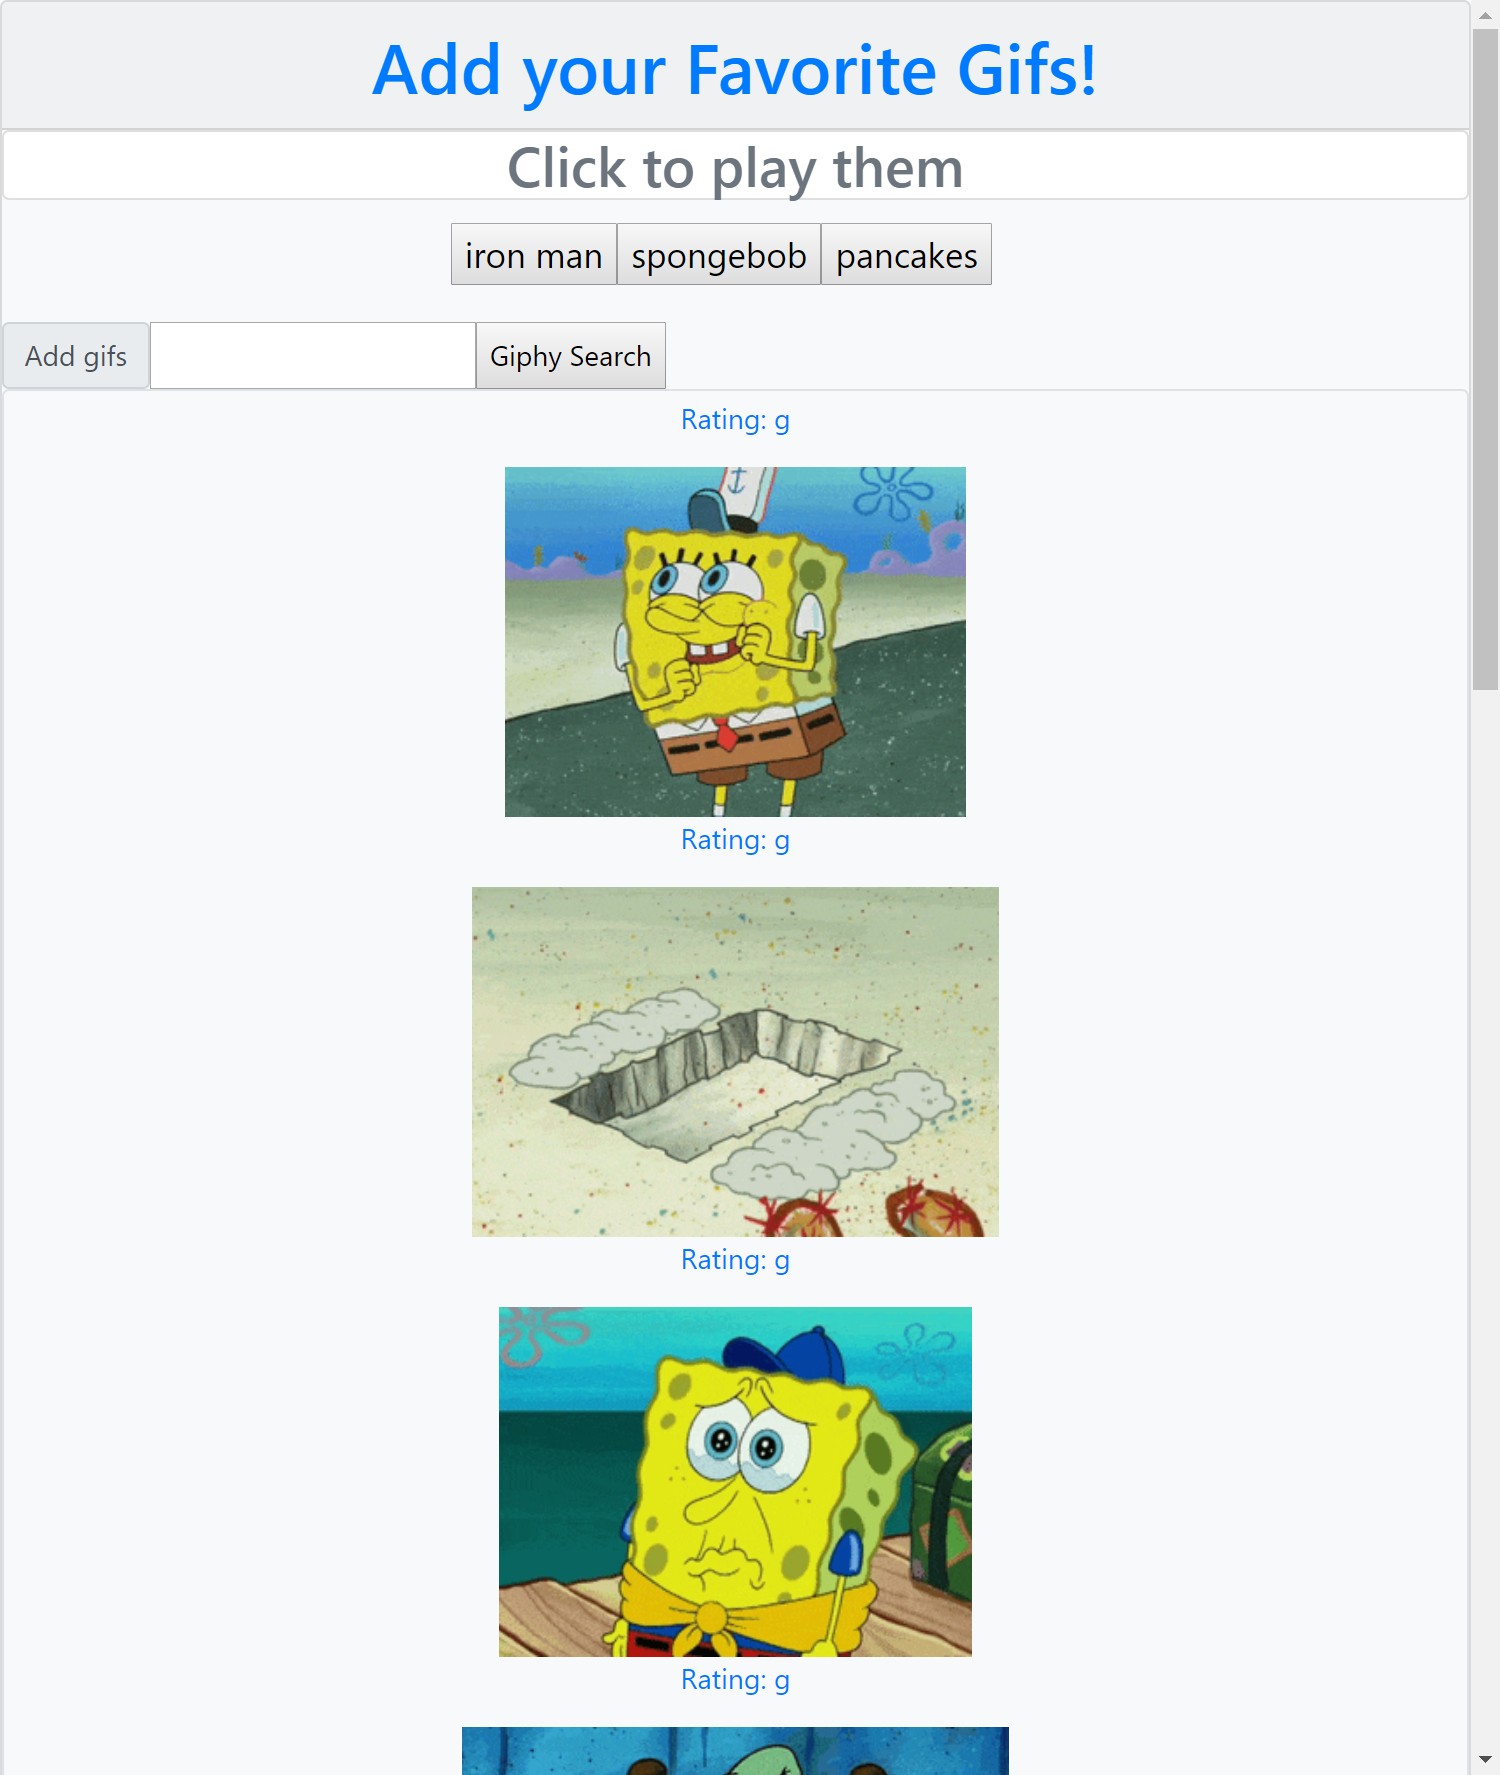 Add your Favorite Gifs!
Click to play them
iron man spongebob pancakes
Add gifs Giphy Search
Rating: g
Rating: g
Rating: g
Rating: g